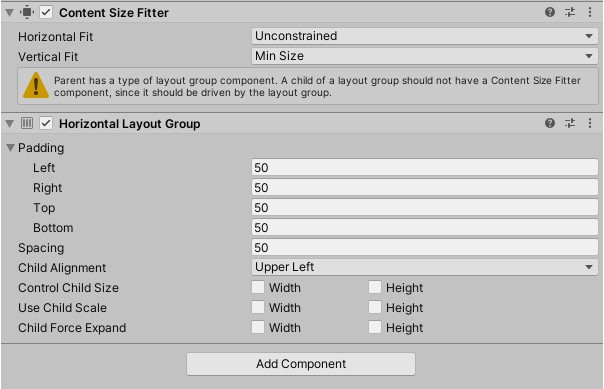 Content Size Fitter
Horizontal Fit Unconstrained
Vertical Fit Min Size
Parent has a type of layout group component. A child of a layout group should not have a Content Size Fitter
component, since it should be driven by the layout group.
Horizontal Layout Group
Padding
Left 50
Right 50
Top 50
Bottom 50
Spacing 50
Child Alignment Upper Left
Control Child Size Width Height
Use Child Scale Width Height
Child Force Expand Width Height
Add Component